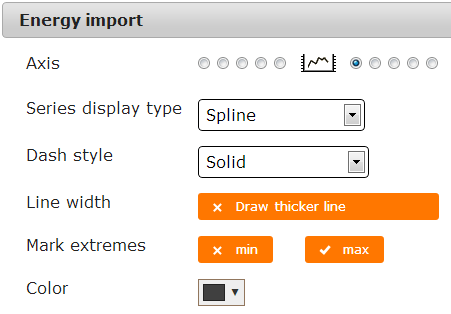 Energy import
Axis
Series display type Spline
Dash style Solid
Line width Draw thicker line
Mark extremes min max
Color